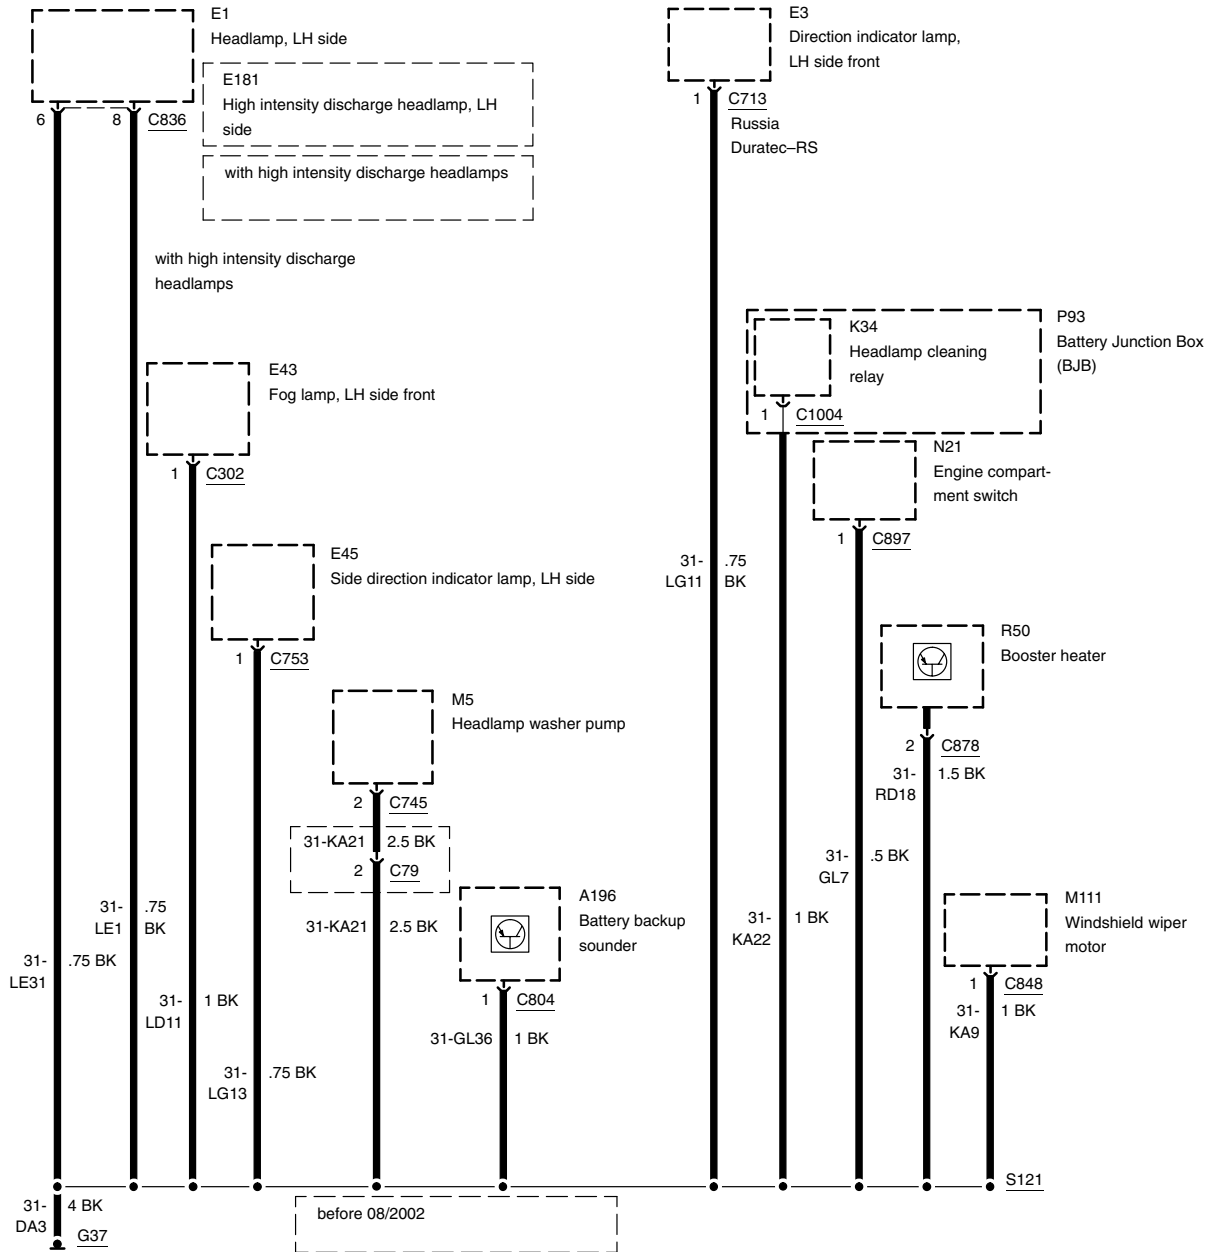 E1
Headlamp, LH side
E181
High intensity discharge headlamp, LH
side
6
8
C836
with high intensity discharge headlamps
with high intensity discharge
headlamps
E3
Direction indicator lamp,
LH side front
1
C713
Russia
Duratec–RS
E43
Fog lamp, LH side front
1
C302
P93
Battery Junction Box
(BJB)
K34
Headlamp cleaning
relay
1
C1004
N21
Engine compart-
ment switch
1
C897
E45
Side direction indicator lamp, LH side
1
C753
31-
LG11
.75
BK
R50
Booster heater
2
C878
31-
RD18
1.5 BK
M5
Headlamp washer pump
2
C745
31-KA21
2.5 BK
2
C79
31-KA21
2.5 BK
31-
GL7
.5 BK
A196
Battery backup
sounder
1
C804
31-GL36
1 BK
31-
KA22
1 BK
M111
Windshield wiper
motor
1
C848
31-
KA9
1 BK
31-
LE1
.75
BK
31-
LE31
.75 BK
31-
LD11
1 BK
31-
LG13
.75 BK
S121
31-
DA3
4 BK
G37
before 08/2002